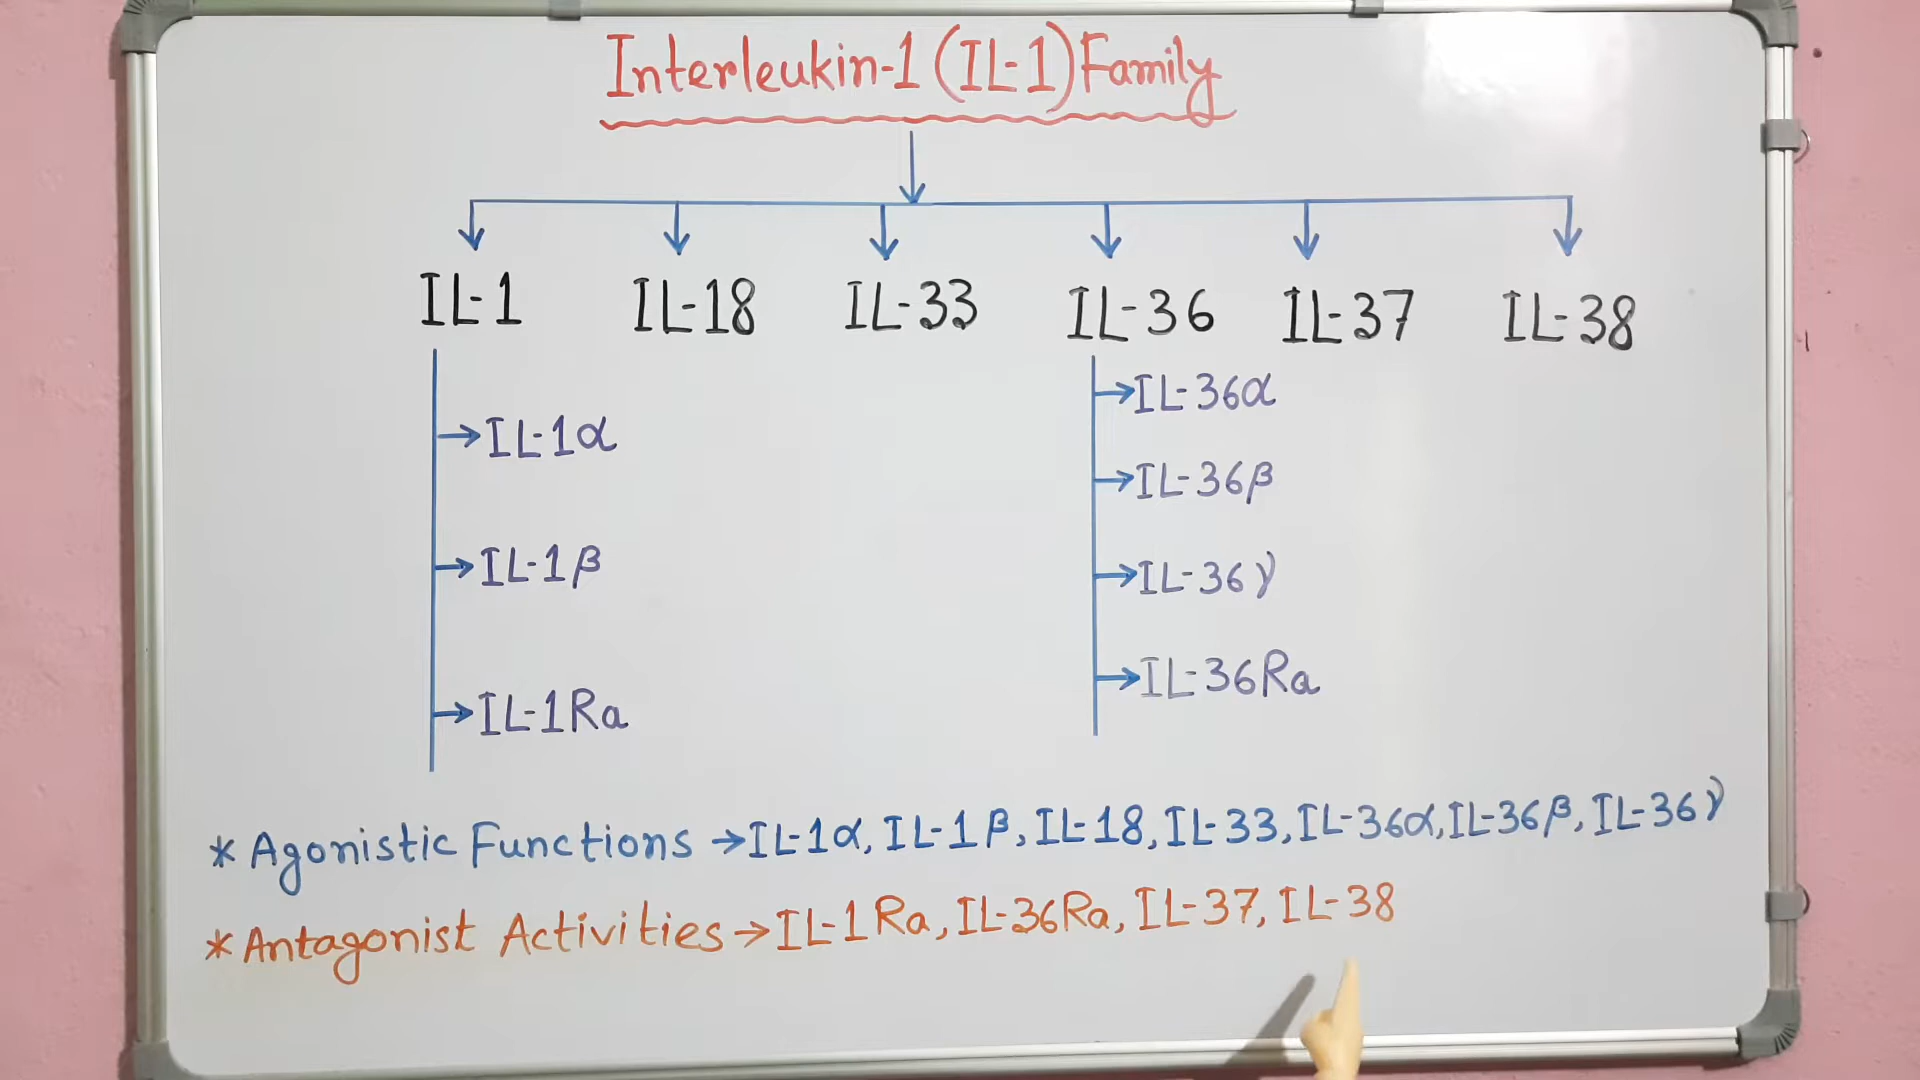 Interleukin-1 (IL-1) Family
IL-1 IL-18 IL-33 IL-36 IL-37 IL-38
IL-1α
IL-1β
IL-1Ra
IL-36α
IL-36β
IL-36γ
IL-36Ra
* Agonistic Functions → IL-1α, IL-1β, IL-18, IL-33, IL-36α, IL-36β, IL-36γ
* Antagonist Activities → IL-1Ra, IL-36Ra, IL-37, IL-38